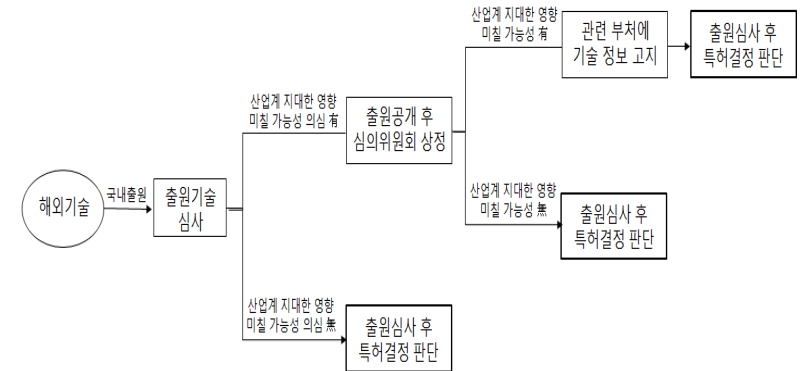 해외기술
국내출원
출원기술
심사
산업계 지대한 영향
미칠 가능성 의심 有
출원공개 후
심의위원회 상정
산업계 지대한 영향
미칠 가능성 有
관련 부처에
기술 정보 고지
출원심사 후
특허결정 판단
산업계 지대한 영향
미칠 가능성 無
출원심사 후
특허결정 판단
산업계 지대한 영향
미칠 가능성 의심 無
출원심사 후
특허결정 판단